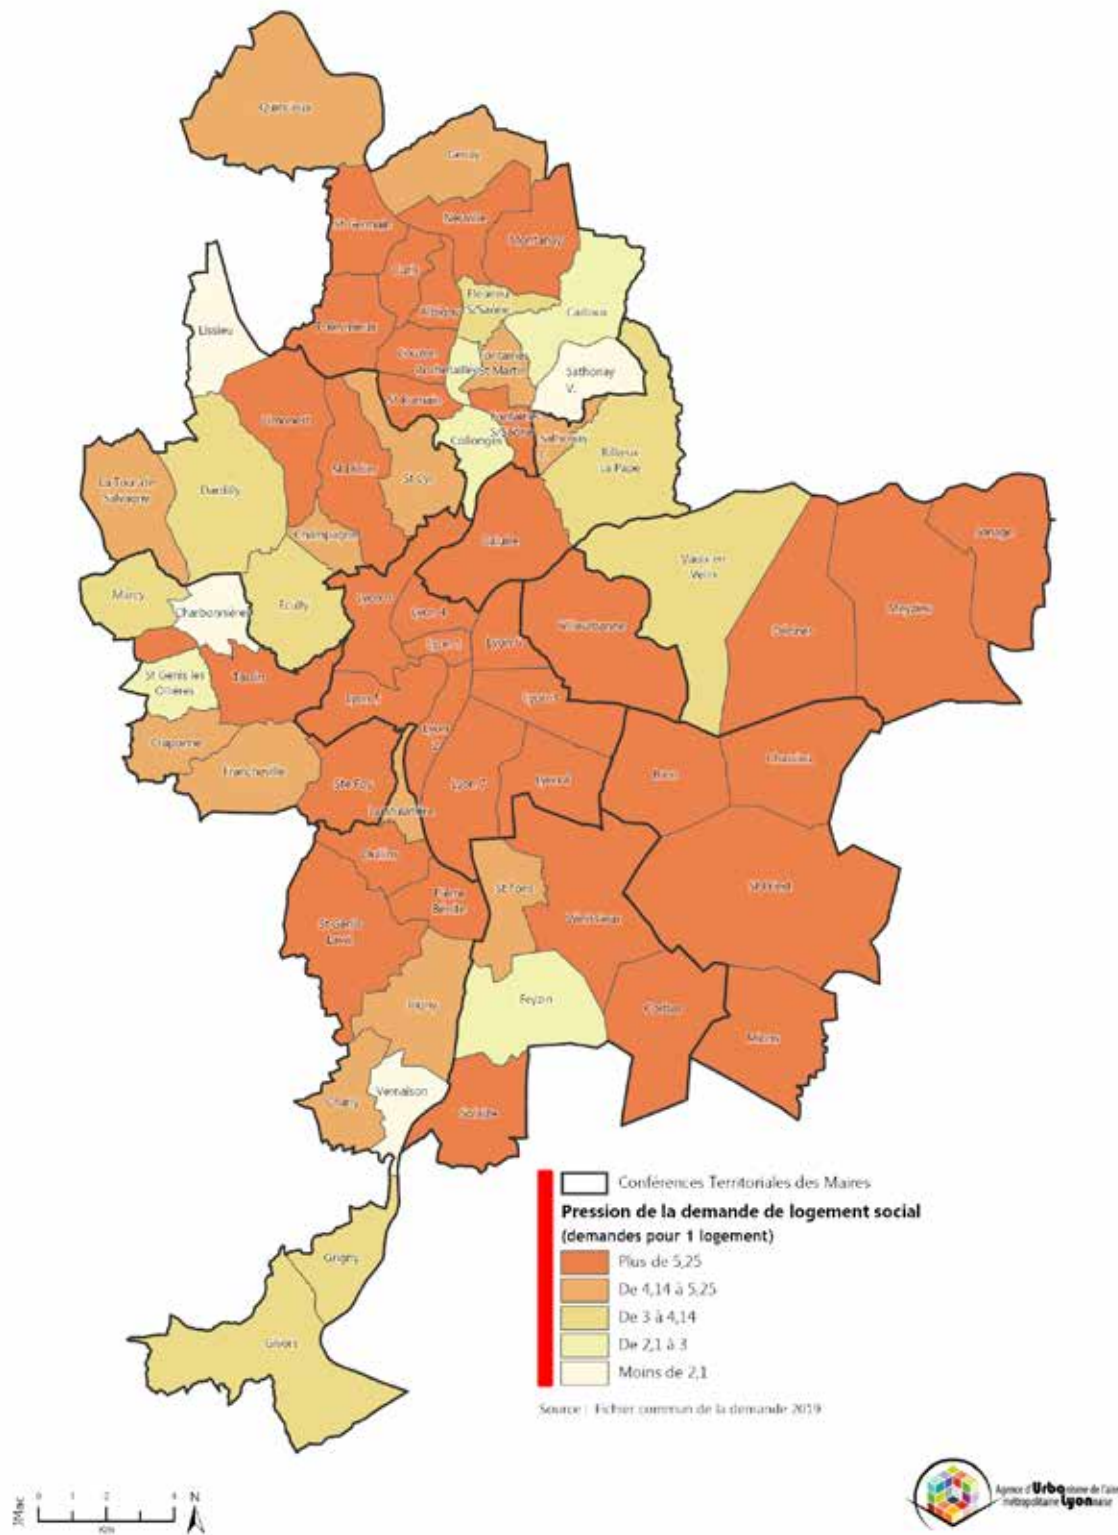 Quincieux
Genay
St Germain
Neuville
Montanay
Curis
Albigny
Fleurieu
S/Saône
Cailloux
Lissieu
Poleymieux
Couzon
Rochetaillée
Fontaines
St Martin
Sathonay
V.
St Romain
Limonest
Fontaines
S/Saône
Collonges
Sathonay
Rillieux
La Pape
La Tour de
Salvagny
Dardilly
St Didier
St Cyr
Champagne
Caluire
Vaulx en
Velin
Jonage
Marcy
Charbonnières
Ecully
Lyon 9
Lyon 4
Lyon 1
Lyon 6
Villeurbanne
Décines
Meyzieu
St Genis les
Ollières
Tassin
Lyon 5
Lyon
2
Lyon 3
Craponne
Francheville
Ste Foy
La Mulatière
Lyon 7
Lyon 8
Bron
Chassieu
Oullins
Pierre
Bénite
St Fons
Vénissieux
St Priest
St Genis
Laval
Irigny
Feyzin
Corbas
Mions
Charly
Vernaison
Solaize
Grigny
Givors
Conférences Territoriales des Maires
Pression de la demande de logement social
(demandes pour 1 logement)
Plus de 5,25
De 4,14 à 5,25
De 3 à 4,14
De 2,1 à 3
Moins de 2,1
Source : Fichier commun de la demande 2019
JMac
0 1 2 4
Km
N
Agence d'Urbanisme de l'aire
métropolitaine Lyonnaise